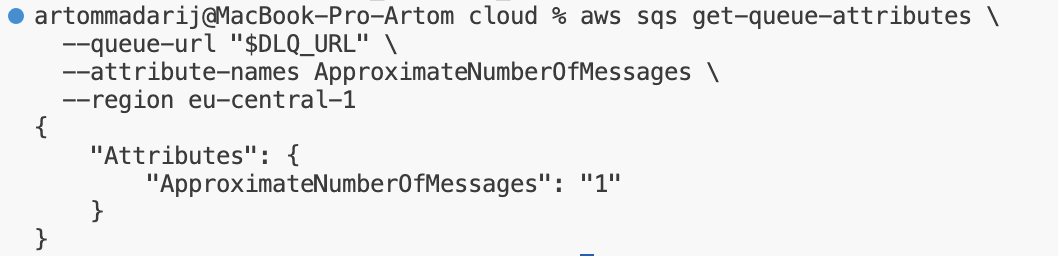 artommadarij@MacBook-Pro-Artom cloud % aws sqs get-queue-attributes \
  --queue-url "$DLQ_URL" \
  --attribute-names ApproximateNumberOfMessages \
  --region eu-central-1
{
    "Attributes": {
        "ApproximateNumberOfMessages": "1"
    }
}